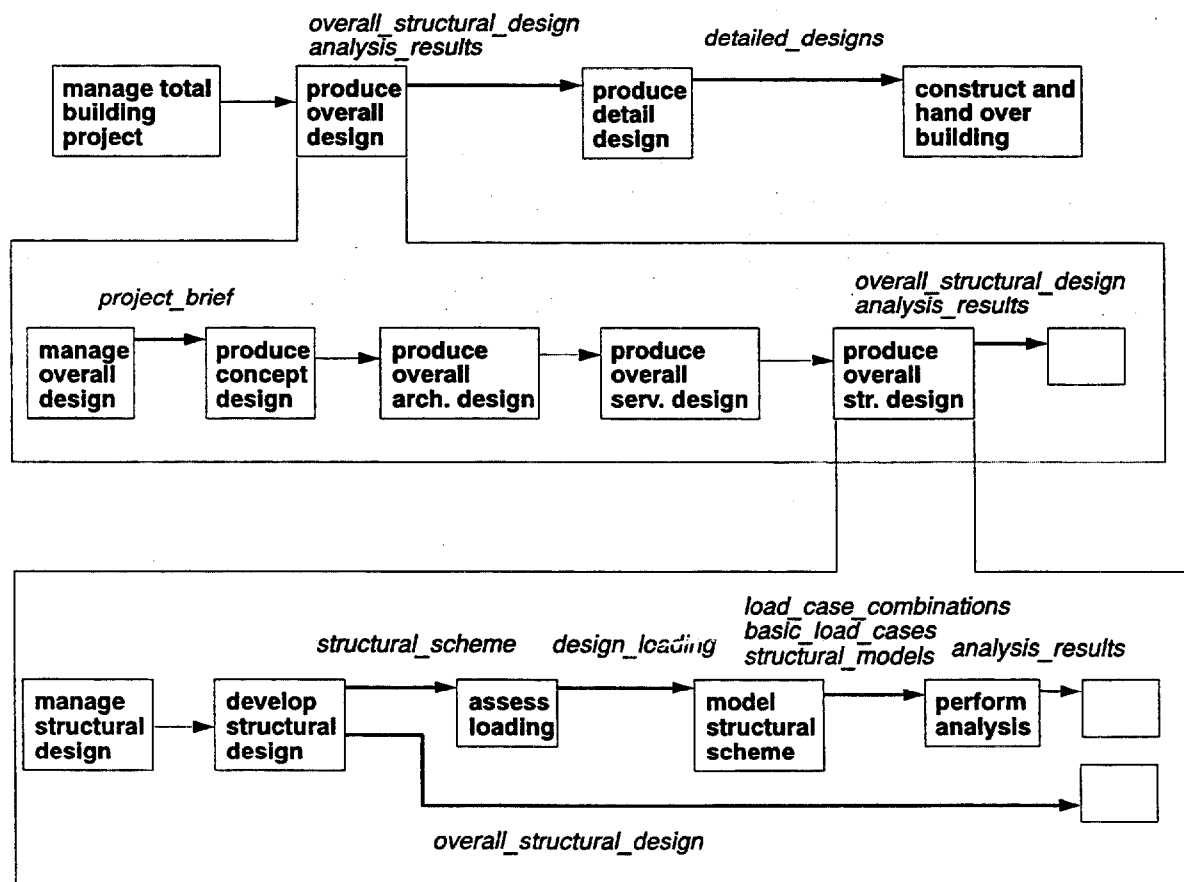 overall_structural_design
analysis_results
detailed_designs
manage total
building
project
produce
overall
design
produce
detail
design
construct and
hand over
building
project_brief
overall_structural_design
analysis_results
manage
overall
design
produce
concept
design
produce
overall
arch. design
produce
overall
serv. design
produce
overall
str. design
load_case_combinations
basic_load_cases
structural_models
structural_scheme
design_loading
analysis_results
manage
structural
design
develop
structural
design
assess
loading
model
structural
scheme
perform
analysis
overall_structural_design